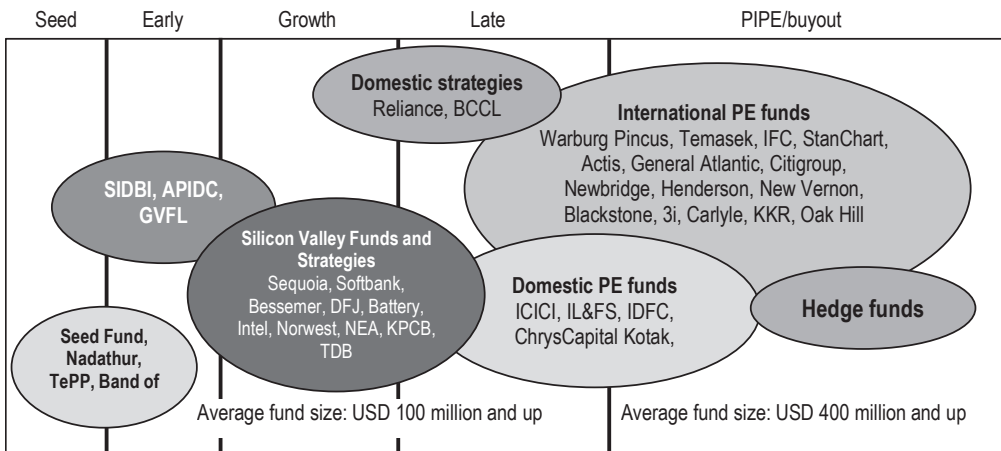 Seed
Early
Growth
Late
PIPE/buyout
Domestic strategies
Reliance, BCCL
International PE funds
Warburg Pincus, Temasek, IFC, StanChart,
Actis, General Atlantic, Citigroup,
Newbridge, Henderson, New Vernon,
Blackstone, 3i, Carlyle, KKR, Oak Hill
SIDBI, APIDC,
GVFL
Silicon Valley Funds and
Strategies
Sequoia, Softbank,
Bessemer, DFJ, Battery,
Intel, Norwest, NEA, KPCB,
TDB
Domestic PE funds
ICICI, IL&FS, IDFC,
ChrysCapital Kotak,
Hedge funds
Seed Fund,
Nadathur,
TePP, Band of
Average fund size: USD 100 million and up
Average fund size: USD 400 million and up